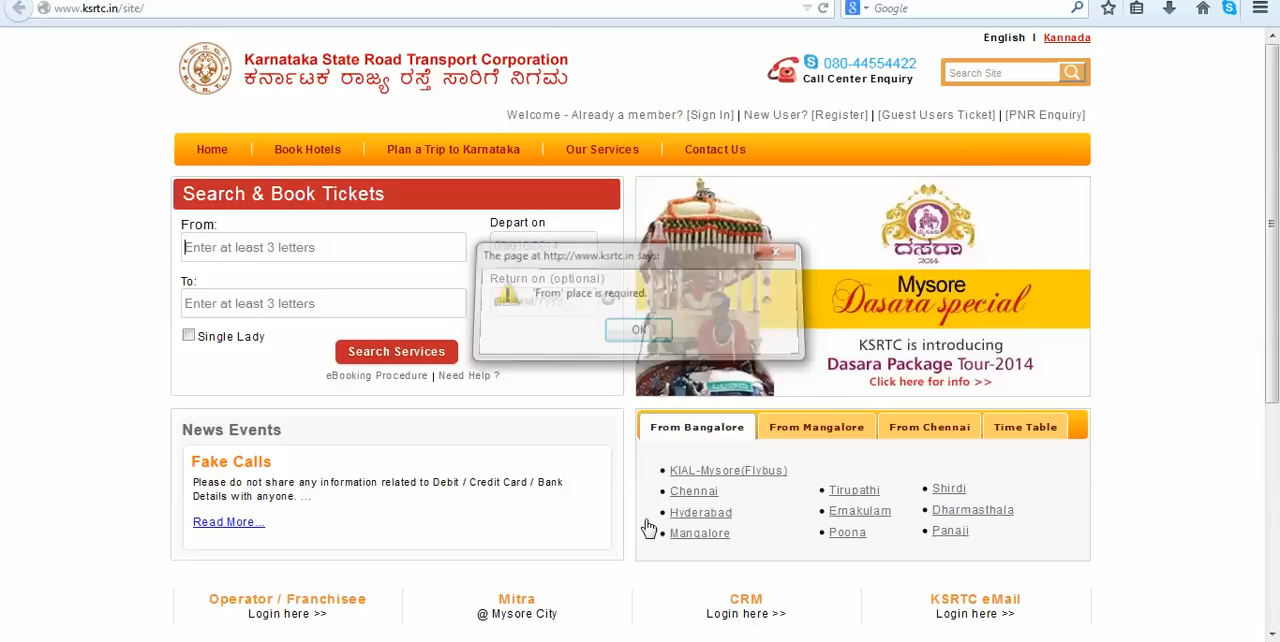 www.ksrtc.in/site/
Google
English I Kannada
Karnataka State Road Transport Corporation
ಕರ್ನಾಟಕ ರಾಜ್ಯ ರಸ್ತೆ ಸಾರಿಗೆ ನಿಗಮ
080-44554422
Call Center Enquiry
Search Site
Welcome - Already a member? [Sign In] | New User? [Register] | [Guest Users Ticket] | [PNR Enquiry]
Home
Book Hotels
Plan a Trip to Karnataka
Our Services
Contact Us
Search & Book Tickets
From:
Enter at least 3 letters
Depart on
To:
Enter at least 3 letters
Return on (optional)
Single Lady
Search Services
eBooking Procedure | Need Help ?
The page at http://www.ksrtc.in says:
'From' place is required.
OK
ದಸರಾ
2014
Mysore
Dasara special
KSRTC is introducing
Dasara Package Tour-2014
Click here for info >>
News Events
Fake Calls
Please do not share any information related to Debit / Credit Card / Bank
Details with anyone. ...
Read More...
From Bangalore
From Mangalore
From Chennai
Time Table
KIAL-Mysore(Flybus)
Chennai
Hyderabad
Mangalore
Tirupathi
Ernakulam
Poona
Shirdi
Dharmasthala
Panaji
Operator / Franchisee
Login here >>
Mitra
@ Mysore City
CRM
Login here >>
KSRTC eMail
Login here >>